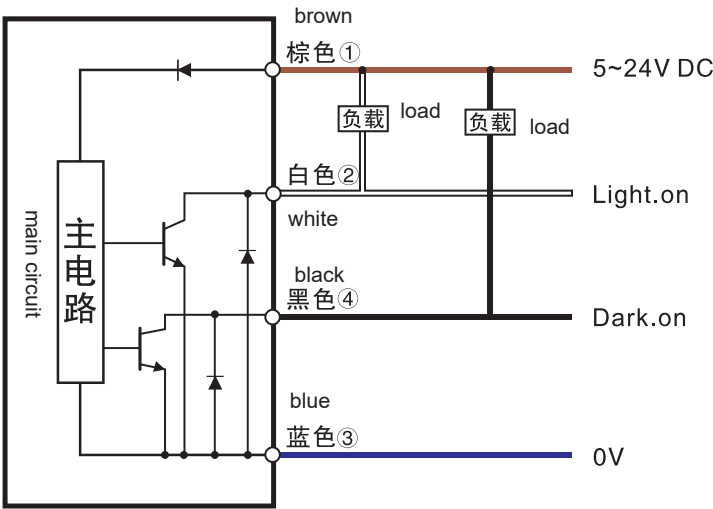 brown
棕色①
5~24V DC
负载
load
负载
load
白色②
white
Light.on
main circuit
主电路
black
黑色④
Dark.on
blue
蓝色③
0V